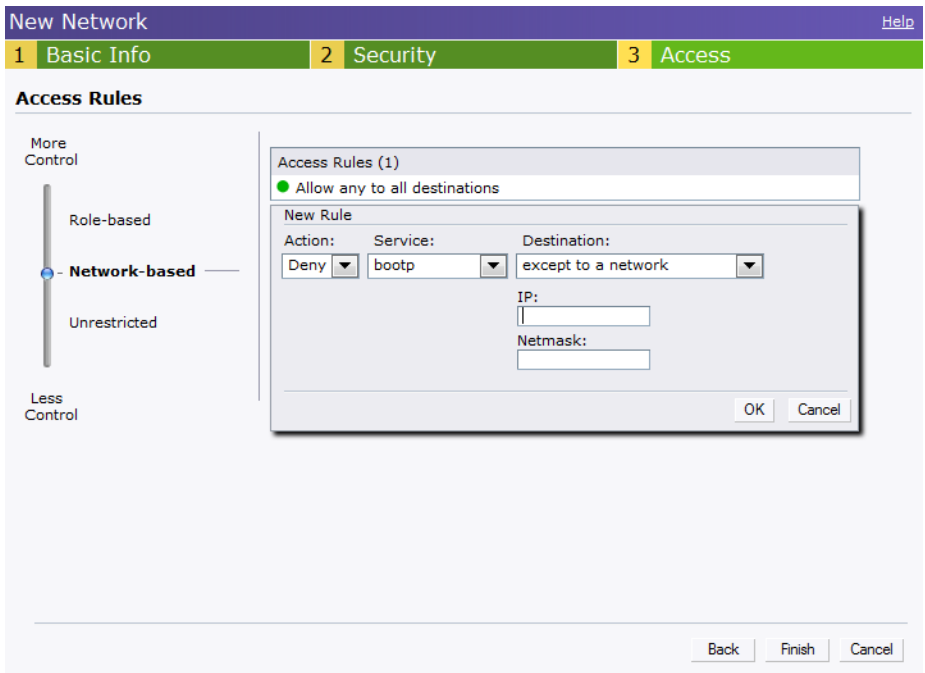 New Network
Help
1 Basic Info
2 Security
3 Access
Access Rules
More
Control
Role-based
Network-based
Unrestricted
Less
Control
Access Rules (1)
Allow any to all destinations
New Rule
Action: Service: Destination:
Deny bootp except to a network
IP:
Netmask:
OK Cancel
Back Finish Cancel